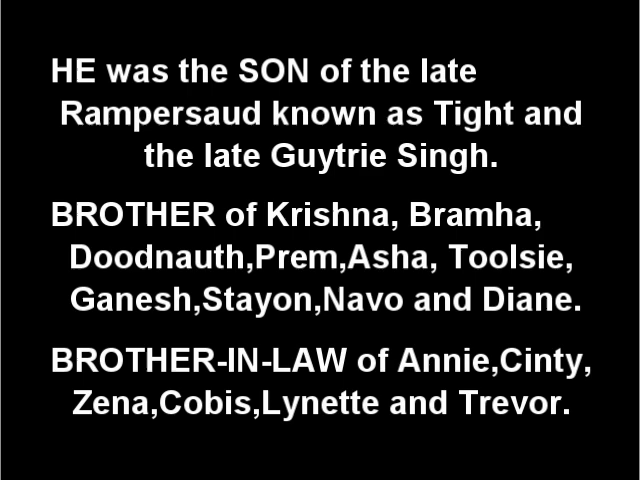 HE was the SON of the late
Rampersaud known as Tight and
the late Guytrie Singh.
BROTHER of Krishna, Bramha,
Doodnauth,Prem,Asha, Toolsie,
Ganesh,Stayon,Navo and Diane.
BROTHER-IN-LAW of Annie,Cinty,
Zena,Cobis,Lynette and Trevor.